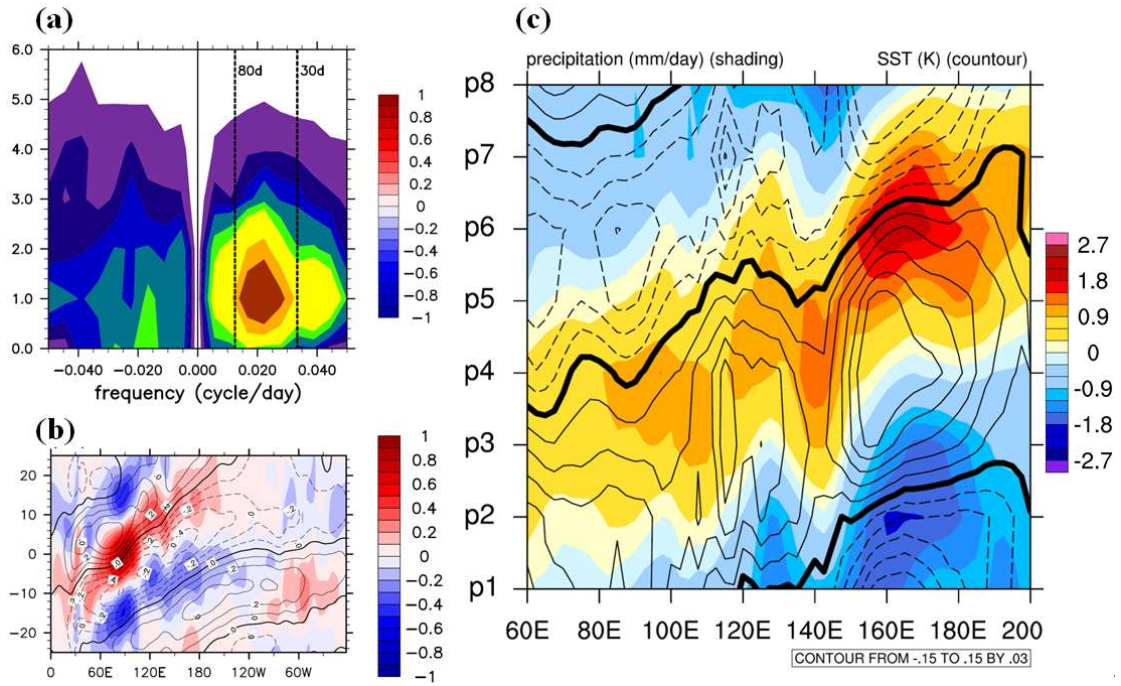 (a)
6.0
5.0
4.0
3.0
2.0
1.0
0.0
80d
30d
-0.040 -0.020 0.000 0.020 0.040
frequency (cycle/day)
1
0.8
0.6
0.4
0.2
0
-0.2
-0.4
-0.6
-0.8
-1
(b)
20
10
0
-10
-20
0 60E 120E 180 120W 60W
1
0.8
0.6
0.4
0.2
0
-0.2
-0.4
-0.6
-0.8
-1
(c)
precipitation (mm/day) (shading) SST (K) (countour)
p8
p7
p6
p5
p4
p3
p2
p1
60E 80E 100E 120E 140E 160E 180E 200
CONTOUR FROM -.15 TO .15 BY .03
2.7
1.8
0.9
0
-0.9
-1.8
-2.7